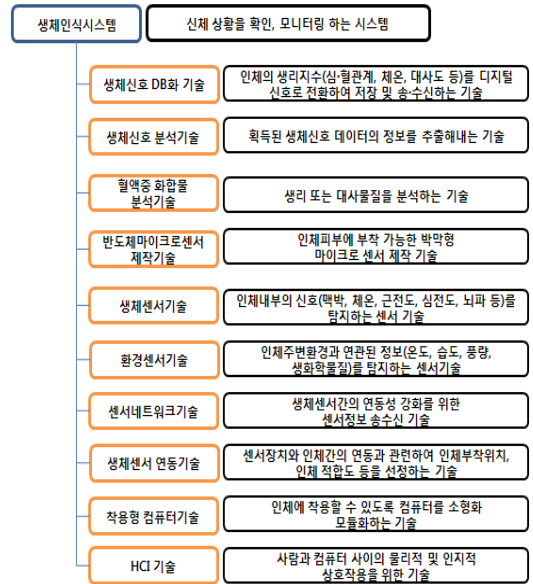 생체인식시스템
신체 상황을 확인, 모니터링 하는 시스템
생체신호 DB화 기술
인체의 생리지수(심·혈관계, 체온, 대사도 등)를 디지털
신호로 전환하여 저장 및 송·수신하는 기술
생체신호 분석기술
획득된 생체신호 데이터의 정보를 추출해내는 기술
혈액중 화합물
분석기술
생리 또는 대사물질을 분석하는 기술
반도체마이크로센서
제작기술
인체피부에 부착 가능한 박막형
마이크로 센서 제작 기술
생체센서기술
인체내부의 신호(맥박, 체온, 근전도, 심전도, 뇌파 등)를
탐지하는 센서 기술
환경센서기술
인체주변환경과 연관된 정보(온도, 습도, 풍량,
생화학물질)를 탐지하는 센서기술
센서네트워크기술
생체센서간의 연동성 강화를 위한
센서정보 송수신 기술
생체센서 연동기술
센서장치와 인체간의 연동과 관련하여 인체부착위치,
인체 적합도 등을 선정하는 기술
착용형 컴퓨터기술
인체에 착용할 수 있도록 컴퓨터를 소형화
모듈화하는 기술
HCI 기술
사람과 컴퓨터 사이의 물리적 및 인지적
상호작용을 위한 기술